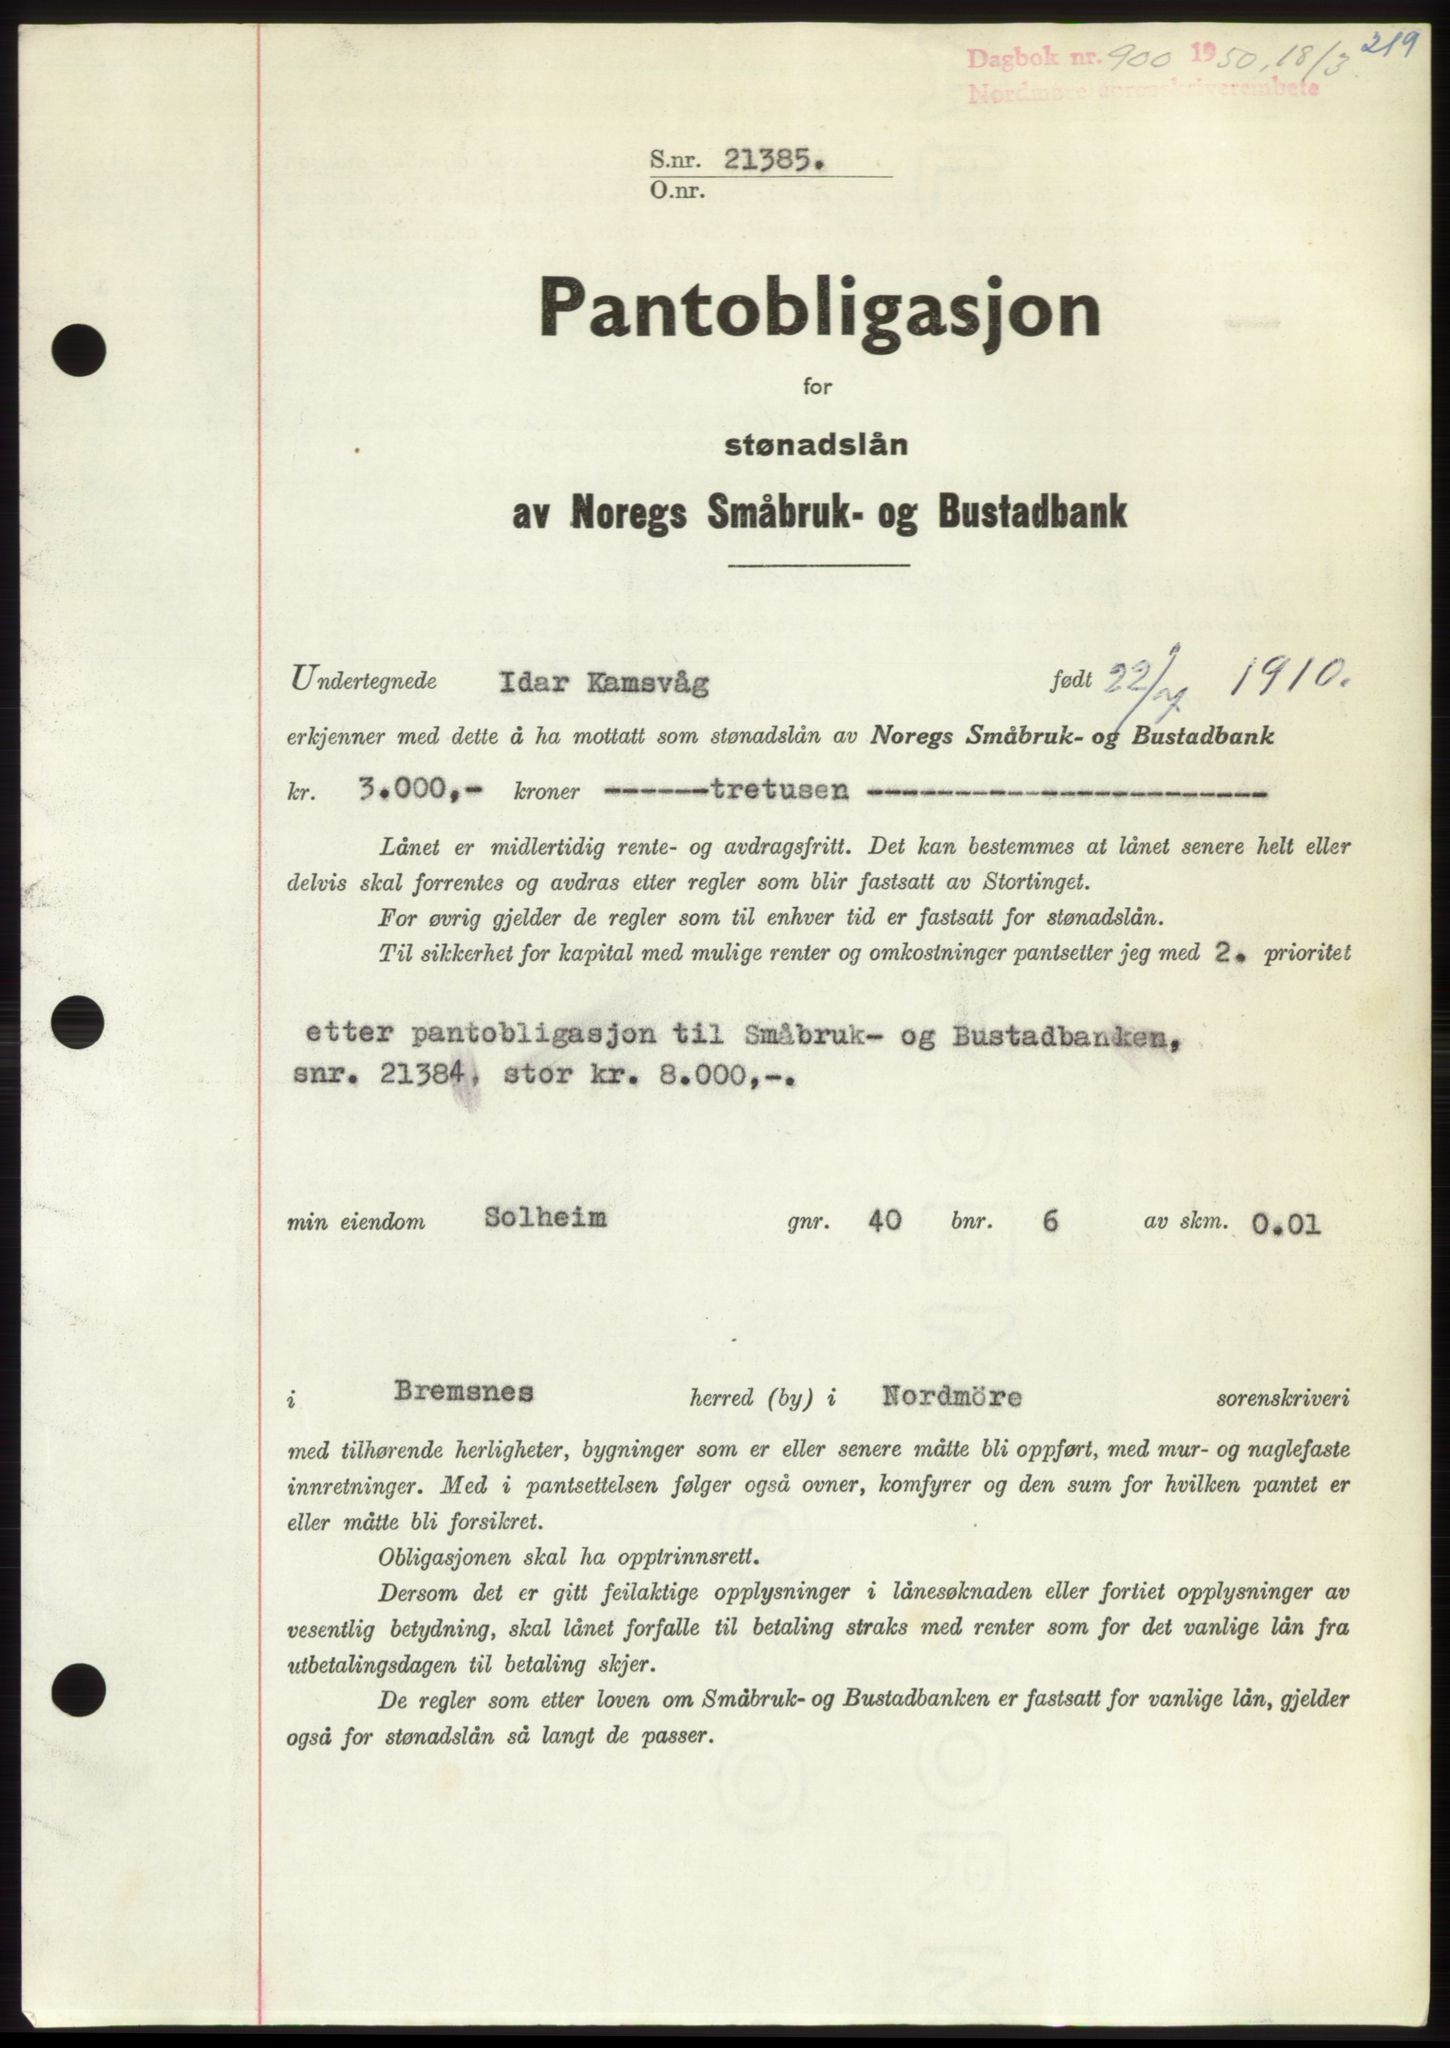 219
Dagbok nr. 900 1950, 18/3
Nordmøre sorenskriverembete
S.nr. 21385.
O.nr.
Pantobligasjon
for
stønadslån
av Noregs Småbruk- og Bustadbank
Undertegnede Idar Kamsvåg født 22/ 1910.
erkjenner med dette å ha mottatt som stønadslån av Noregs Småbruk- og Bustadbank
kr. 3.000,- kroner ------tretusen -----------------------
Lånet er midlertidig rente- og avdragsfritt. Det kan bestemmes at lånet senere helt eller
delvis skal forrentes og avdras etter regler som blir fastsatt av Stortinget.
For øvrig gjelder de regler som til enhver tid er fastsatt for stønadslån.
Til sikkerhet for kapital med mulige renter og omkostninger pantsetter jeg med 2. prioritet
etter pantobligasjon til Småbruk- og Bustadbanken,
snr. 21384, stor kr. 8.000,-.
min eiendom Solheim gnr. 40 bnr. 6 av skm. 0.01
i Bremsnes herred (by) i Nordmöre sorenskriveri
med tilhørende herligheter, bygninger som er eller senere måtte bli oppført, med mur- og naglefaste
innretninger. Med i pantsettelsen følger også ovner, komfyrer og den sum for hvilken pantet er
eller måtte bli forsikret.
Obligasjonen skal ha opptrinnsrett.
Dersom det er gitt feilaktige opplysninger i lånesøknaden eller fortiet opplysninger av
vesentlig betydning, skal lånet forfalle til betaling straks med renter som for det vanlige lån fra
utbetalingsdagen til betaling skjer.
De regler som etter loven om Småbruk- og Bustadbanken er fastsatt for vanlige lån, gjelder
også for stønadslån så langt de passer.